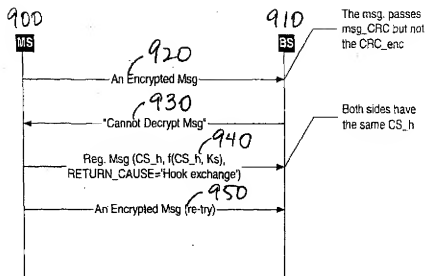 900
910
The msg. passes
msg_CRC but not
the CRC_enc
MS
BS
920
An Encrypted Msg
930
"Cannot Decrypt Msg"
Both sides have
the same CS_h
940
Reg. Msg (CS_h, f(CS_h, Ks),
RETURN_CAUSE='Hook exchange')
950
An Encrypted Msg (re-try)